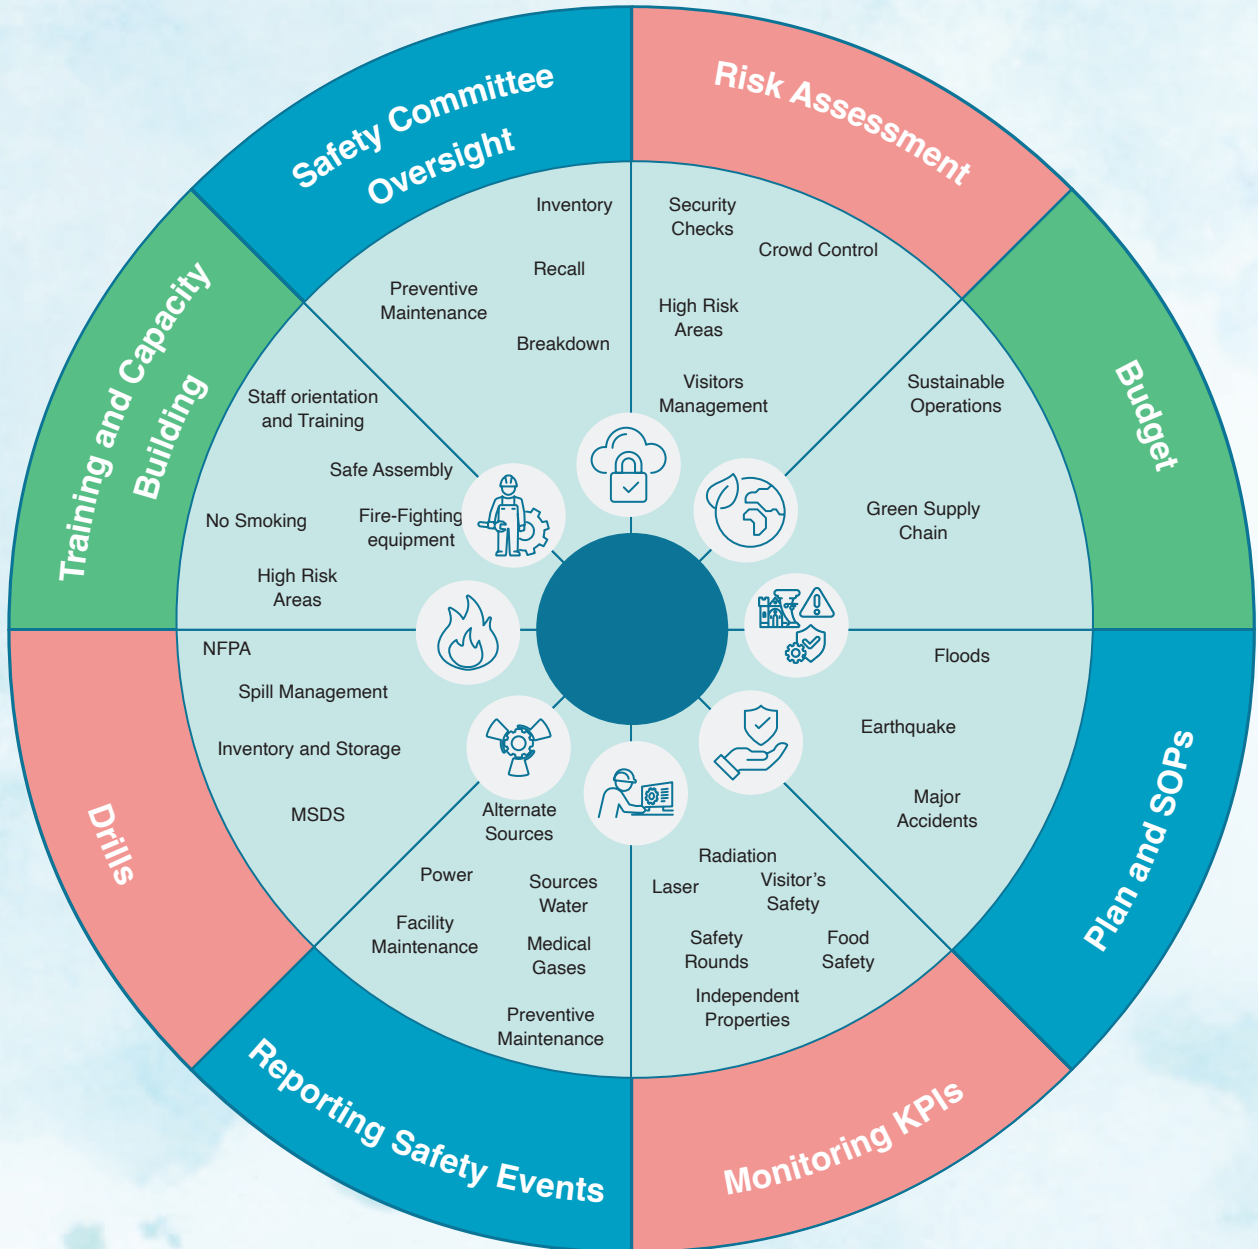 Safety Committee
Oversight
Inventory
Recall
Preventive
Maintenance
Breakdown
Risk Assessment
Security
Checks
Crowd Control
High Risk
Areas
Visitors
Management
Budget
Sustainable
Operations
Green Supply
Chain
Plan and SOPs
Floods
Earthquake
Major
Accidents
Monitoring KPIs
Radiation
Laser
Visitor’s
Safety
Safety
Rounds
Food
Safety
Independent
Properties
Reporting Safety Events
Alternate
Sources
Power
Sources
Water
Facility
Maintenance
Medical
Gases
Preventive
Maintenance
Drills
NFPA
Spill Management
Inventory and Storage
MSDS
Training and Capacity
Building
Staff orientation
and Training
Safe Assembly
No Smoking
Fire-Fighting
equipment
High Risk
Areas